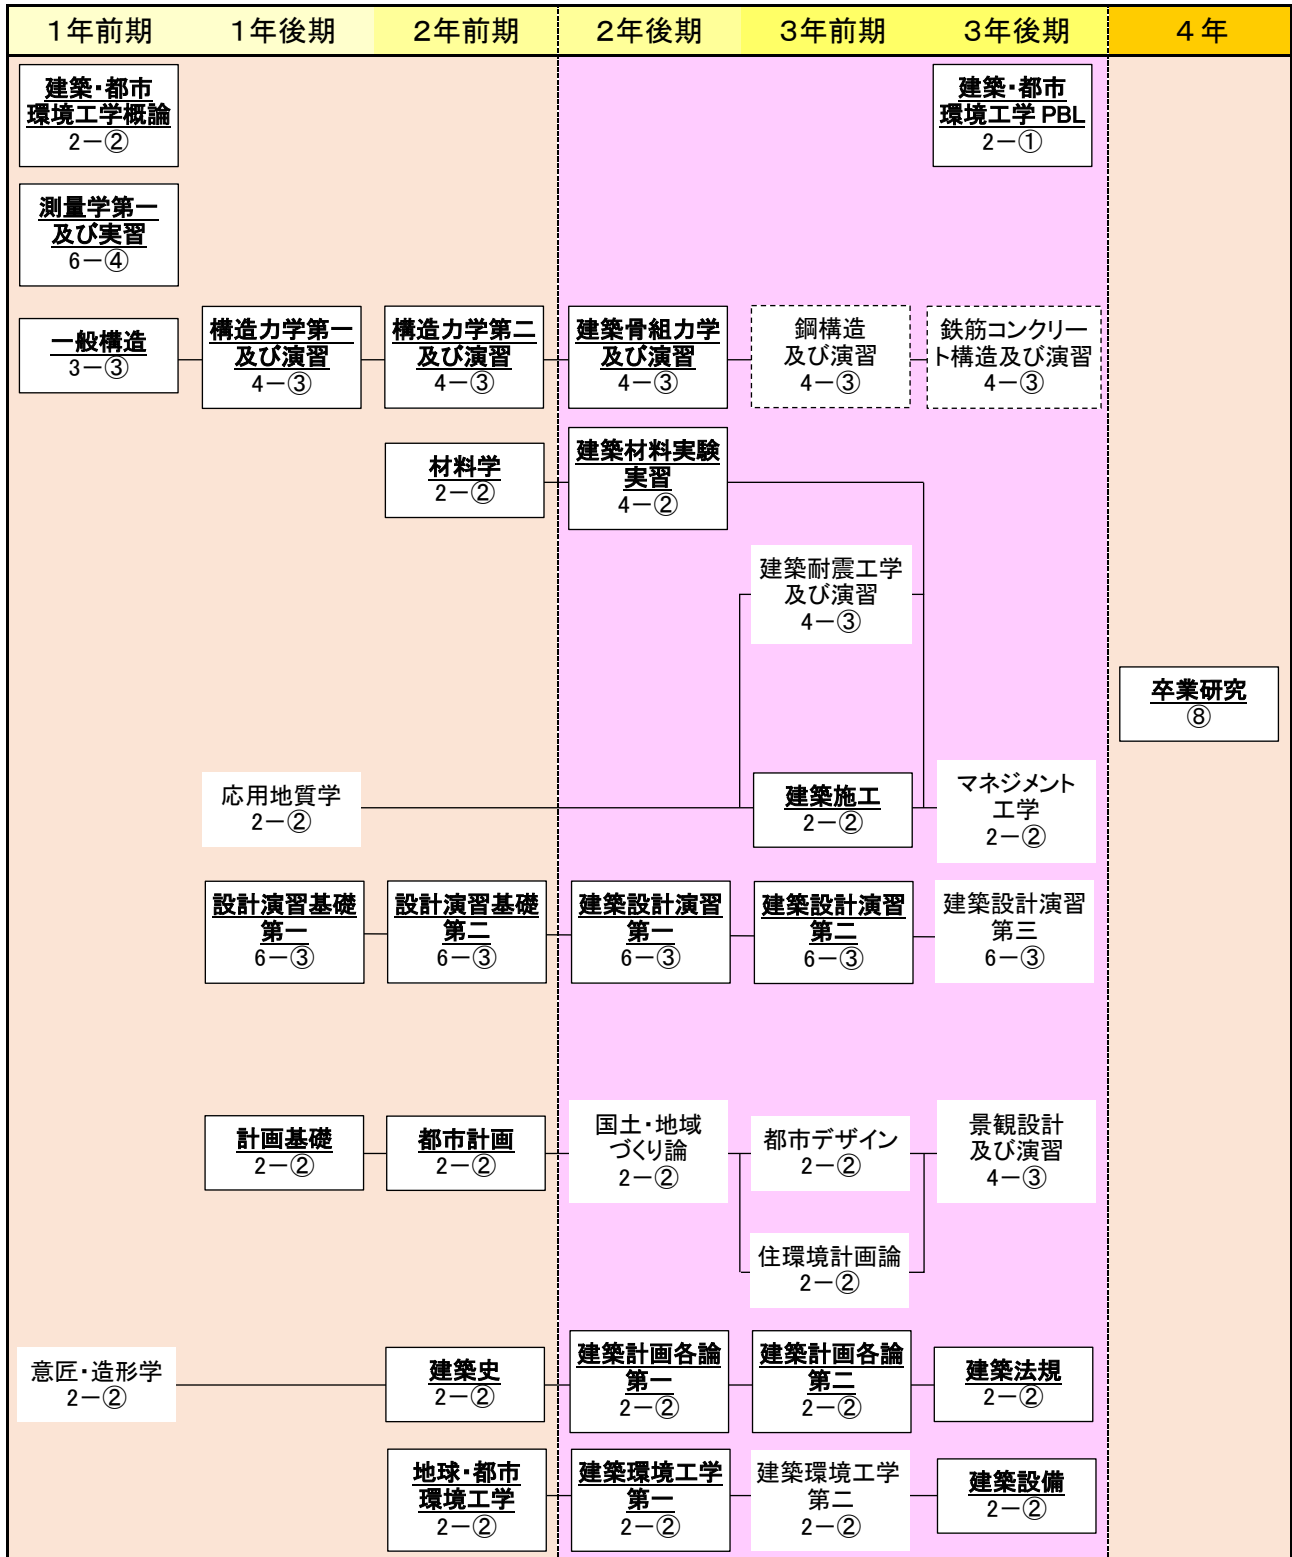 １年前期
１年後期
２年前期
２年後期
３年前期
３年後期
４年
建築・都市
環境工学概論
2－②
建築・都市
環境工学 PBL
2－①
測量学第一
及び実習
6－④
一般構造
3－③
構造力学第一
及び演習
4－③
構造力学第二
及び演習
4－③
建築骨組力学
及び演習
4－③
鋼構造
及び演習
4－③
鉄筋コンクリー
ト構造及び演習
4－③
材料学
2－②
建築材料実験
実習
4－②
建築耐震工学
及び演習
4－③
卒業研究
⑧
応用地質学
2－②
建築施工
2－②
マネジメント
工学
2－②
設計演習基礎
第一
6－③
設計演習基礎
第二
6－③
建築設計演習
第一
6－③
建築設計演習
第二
6－③
建築設計演習
第三
6－③
計画基礎
2－②
都市計画
2－②
国土・地域
づくり論
2－②
都市デザイン
2－②
景観設計
及び演習
4－③
住環境計画論
2－②
意匠・造形学
2－②
建築史
2－②
建築計画各論
第一
2－②
建築計画各論
第二
2－②
建築法規
2－②
地球・都市
環境工学
2－②
建築環境工学
第一
2－②
建築環境工学
第二
2－②
建築設備
2－②